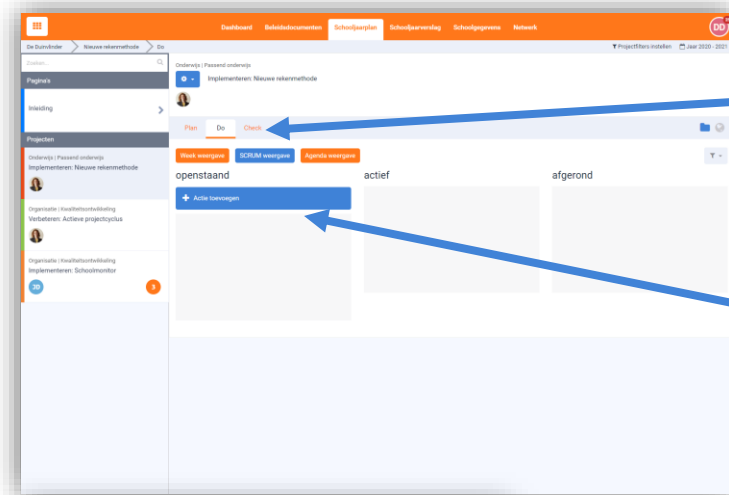 Dashboard Beleidsdocumenten Schooljaarplan Schooljaarverslag Schoolgegevens Netwerk
DD
De Duinvlinder Nieuwe rekenmethode Do
Projectfilters instellen Jaar 2020 - 2021
Zoeken...
Pagina's
Inleiding
Projecten
Onderwijs | Passend onderwijs
Implementeren: Nieuwe rekenmethode
Organisatie | Kwaliteitsontwikkeling
Verbeteren: Actieve projectcyclus
Organisatie | Kwaliteitsontwikkeling
Implementeren: Schoolmonitor
20 3
Onderwijs | Passend onderwijs
Implementeren: Nieuwe rekenmethode
Plan Do Check
Week weergave SCRUM weergave Agenda weergave
openstaand actief afgerond
Actie toevoegen